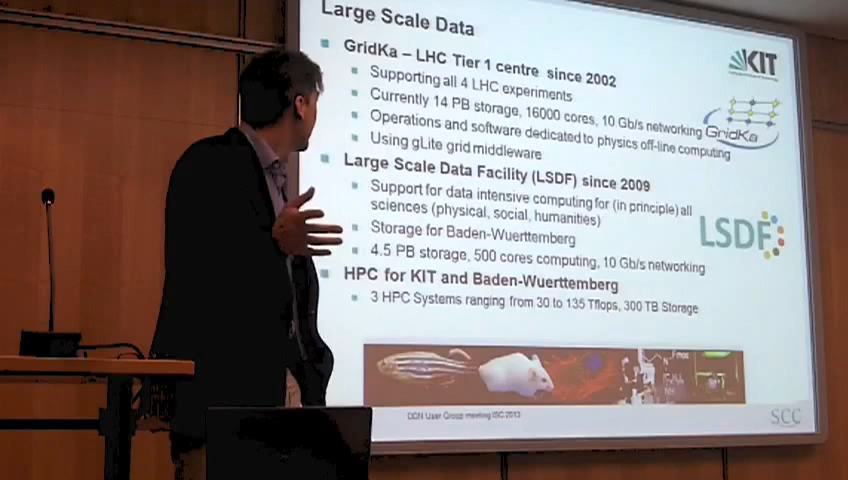 Large Scale Data
GridKa – LHC Tier 1 centre since 2002
Supporting all 4 LHC experiments
Currently 14 PB storage, 16000 cores, 10 Gb/s networking
Operations and software dedicated to physics off-line computing
Using gLite grid middleware
Large Scale Data Facility (LSDF) since 2009
Support for data intensive computing for (in principle) all
sciences (physical, social, humanities)
Storage for Baden-Wuerttemberg
4.5 PB storage, 500 cores computing, 10 Gb/s networking
HPC for KIT and Baden-Wuerttemberg
3 HPC Systems ranging from 30 to 135 Tflops, 300 TB Storage
KIT
GridKa
LSDF
DDN User Group meeting ISC 2013
SCC